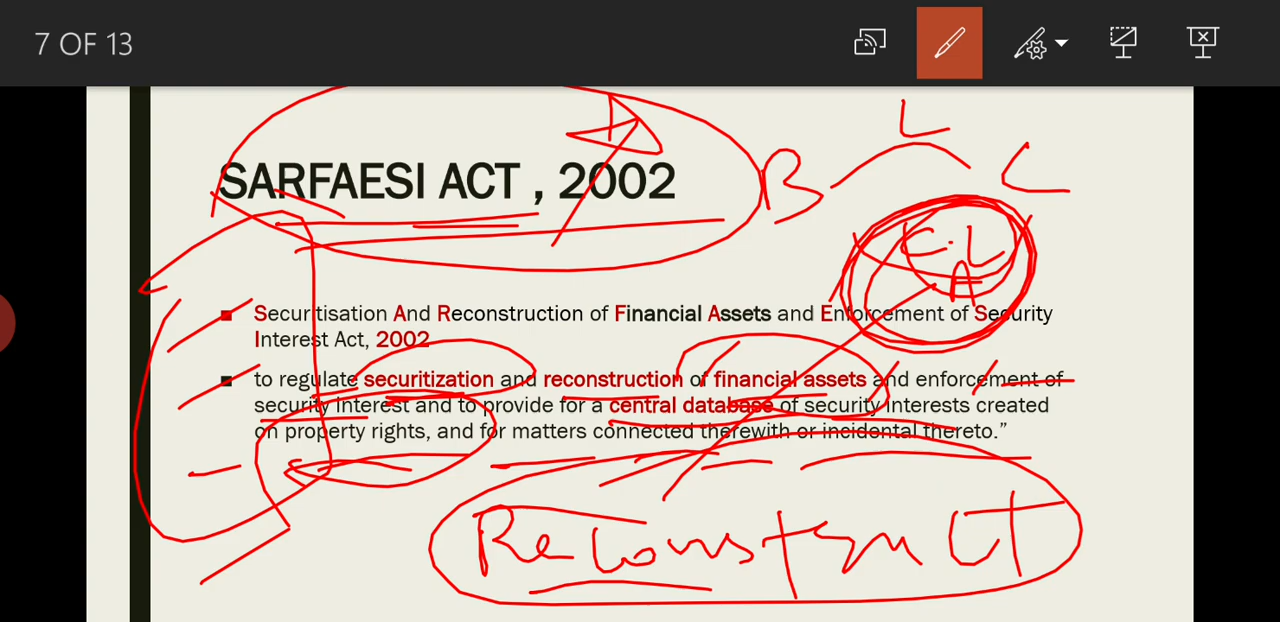 7 OF 13
D
L
SARFAESI ACT , 2002
B
C
C.L
A
Securitisation And Reconstruction of Financial Assets and Enforcement of Security
Interest Act, 2002
to regulate securitization and reconstruction of financial assets and enforcement of
security interest and to provide for a central database of security interests created
on property rights, and for matters connected therewith or incidental thereto.”
Reconstruct